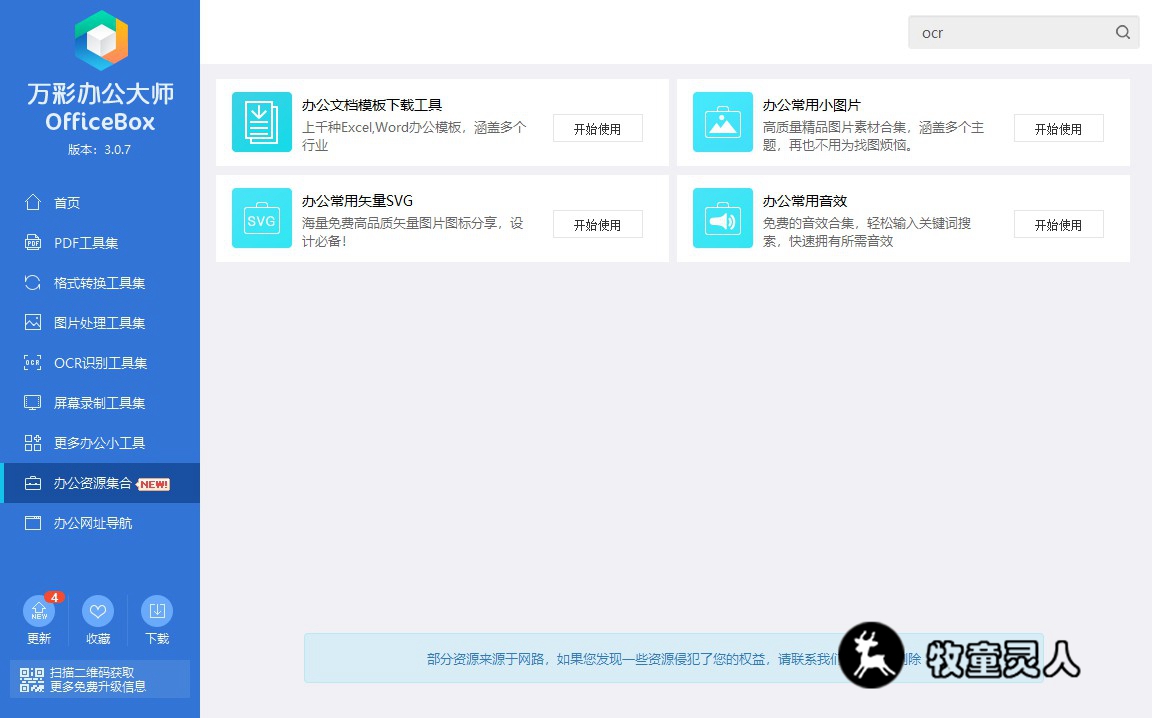 万彩办公大师
OfficeBox
版本：3.0.7
首页
PDF工具集
格式转换工具集
图片处理工具集
OCR识别工具集
屏幕录制工具集
更多办公小工具
办公资源集合 NEW!
办公网址导航
4
NEW
更新
收藏
下载
扫描二维码获取
更多免费升级信息
ocr
办公文档模板下载工具
上千种Excel,Word办公模板，涵盖多个
行业
开始使用
办公常用小图片
高质量精品图片素材合集，涵盖多个主
题，再也不用为找图烦恼。
开始使用
SVG
办公常用矢量SVG
海量免费高品质矢量图片图标分享，设
计必备！
开始使用
办公常用音效
免费的音效合集，轻松输入关键词搜
索，快速拥有所需音效
开始使用
部分资源来源于网路，如果您发现一些资源侵犯了您的权益，请联系我们
除
牧童灵人